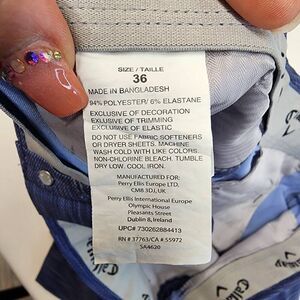 SIZE / TAILLE
36
MADE IN BANGLADESH
94% POLYESTER/ 6% ELASTANE
EXCLUSIVE OF DECORATION
EXLUSIVE OF TRIMMING
EXCLUSIVE OF ELASTIC
DO NOT USE FABRIC SOFTENERS
OR DRYER SHEETS. MACHINE
WASH COLD WITH LIKE COLORS.
NON-CHLORINE BLEACH. TUMBLE
DRY LOW. COOL IRON.
MANUFACTURED FOR:
Perry Ellis Europe LTD,
CM8 3DJ, UK
Perry Ellis International Europe
Olympic House
Pleasants Street
Dublin 8, Ireland
UPC# 730262884413
RN # 37763/CA # 55972
SA4620
Callaway